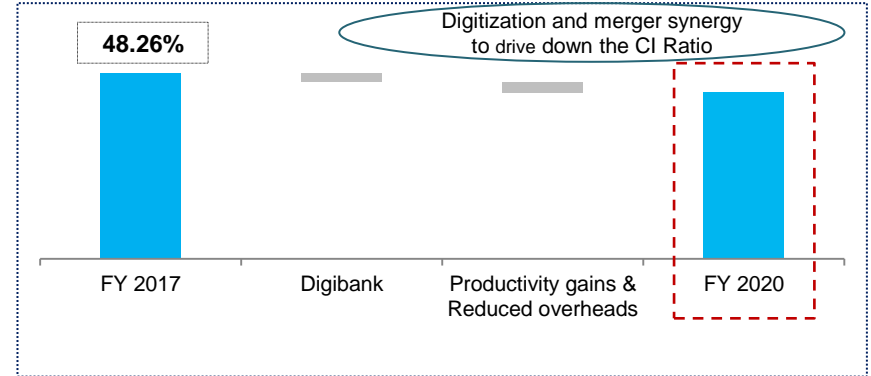 Digitization and merger synergy
to drive down the CI Ratio
48.26%
FY 2017
Digibank
Productivity gains &
Reduced overheads
FY 2020